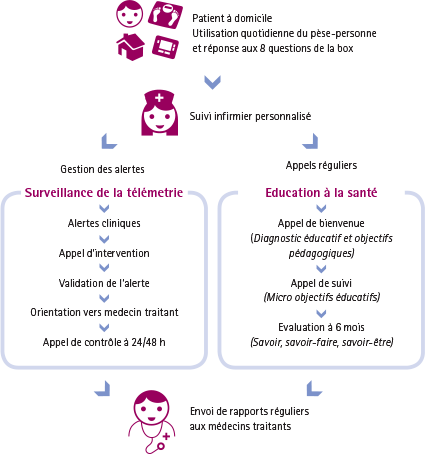 Patient à domicile
Utilisation quotidienne du pèse-personne
et réponse aux 8 questions de la box
Suivi infirmier personnalisé
Gestion des alertes
Surveillance de la télémetrie
Alertes cliniques
Appel d'intervention
Validation de l'alerte
Orientation vers medecin traitant
Appel de contrôle à 24/48 h
Appels réguliers
Education à la santé
Appel de bienvenue
(Diagnostic éducatif et objectifs
pédagogiques)
Appel de suivi
(Micro objectifs éducatifs)
Evaluation à 6 mois
(Savoir, savoir-faire, savoir-être)
Envoi de rapports réguliers
aux médecins traitants